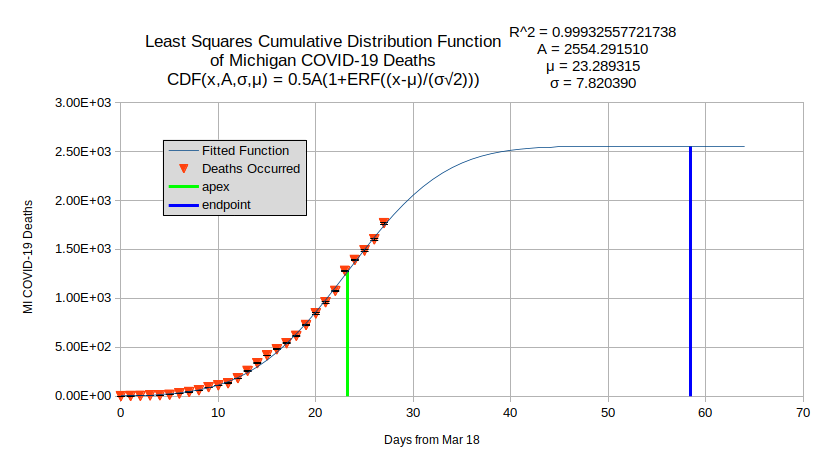 Least Squares Cumulative Distribution Function
of Michigan COVID-19 Deaths
CDF(x,A,σ,μ) = 0.5A(1+ERF((x-μ)/(σ√2)))
R^2 = 0.99932557721738
A = 2554.291510
μ = 23.289315
σ = 7.820390
3.00E+03
2.50E+03
2.00E+03
1.50E+03
1.00E+03
5.00E+02
0.00E+00
MI COVID-19 Deaths
Fitted Function
Deaths Occurred
apex
endpoint
0 10 20 30 40 50 60 70
Days from Mar 18